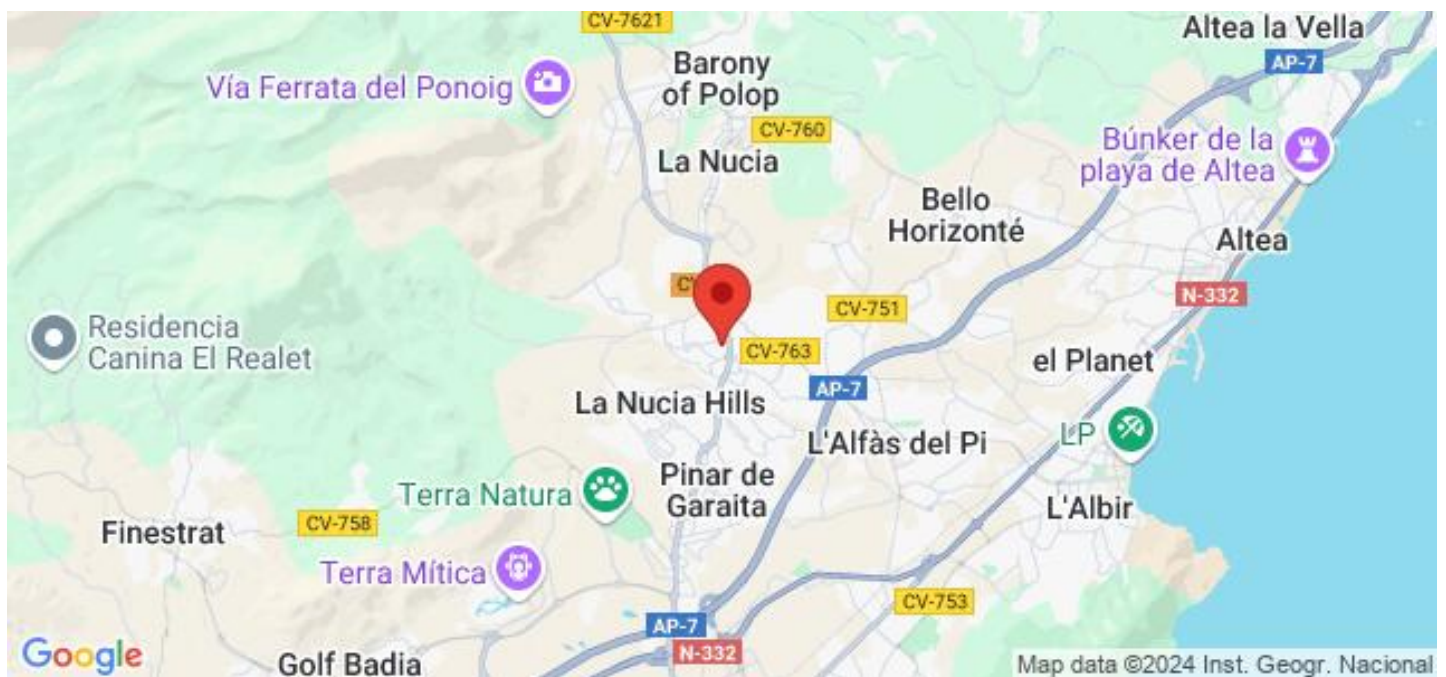 CV-7621
Altea la Vella
AP-7
Barony
of Polop
Vía Ferrata del Ponoig
CV-760
Búnker de la
playa de Altea
La Nucia
Bello
Horizonté
Altea
N-332
CV-751
Residencia
Canina El Realet
CV-763
el Planet
AP-7
La Nucia Hills
L'Alfàs del Pi
LP
Pinar de
Garaita
Terra Natura
L'Albir
CV-758
Finestrat
Terra Mítica
CV-753
AP-7
N-332
Google
Golf Badia
Map data ©2024 Inst. Geogr. Nacional